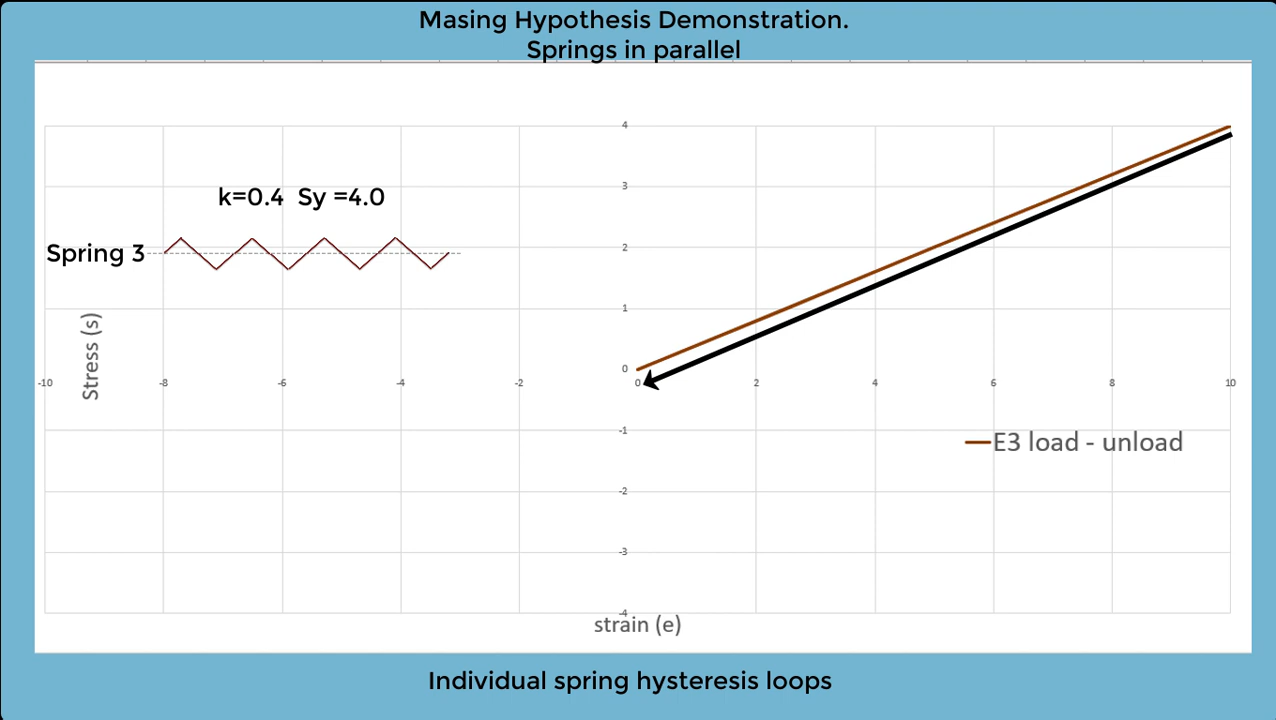 Masing Hypothesis Demonstration.
Springs in parallel
4
k=0.4 Sy =4.0
3
Spring 3
2
1
Stress (s)
0
-10 -8 -6 -4 -2 0 2 4 6 8 10
-1
E3 load - unload
-2
-3
-4
strain (e)
Individual spring hysteresis loops